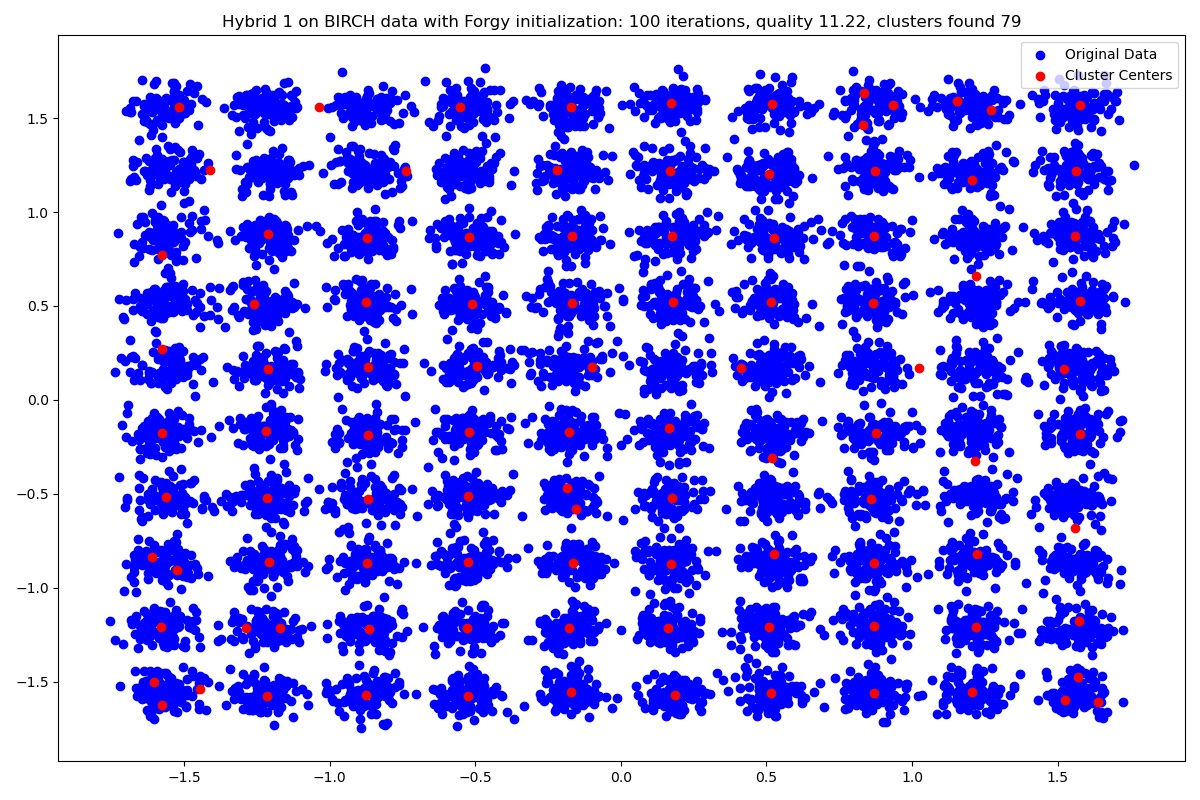 Hybrid 1 on BIRCH data with Forgy initialization: 100 iterations, quality 11.22, clusters found 79
Original Data
Cluster Centers
1.5
1.0
0.5
0.0
−0.5
−1.0
−1.5
−1.5 −1.0 −0.5 0.0 0.5 1.0 1.5